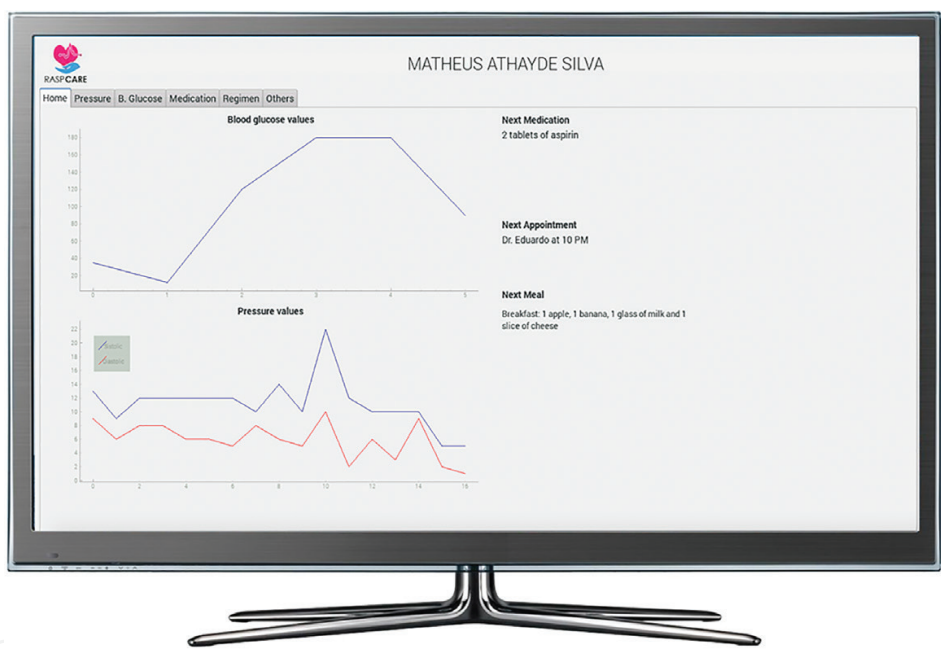 MATHEUS ATHAYDE SILVA
RASPCARE
Home Pressure B. Glucose Medication Regimen Others
Blood glucose values
180
160
140
120
100
80
60
40
20
0 1 2 3 4 5
Pressure values
22
20
18
16
14
12
10
8
6
4
2
0
Systolic
Diastolic
0 2 4 6 8 10 12 14 16
Next Medication
2 tablets of aspirin
Next Appointment
Dr. Eduardo at 10 PM
Next Meal
Breakfast: 1 apple, 1 banana, 1 glass of milk and 1
slice of cheese